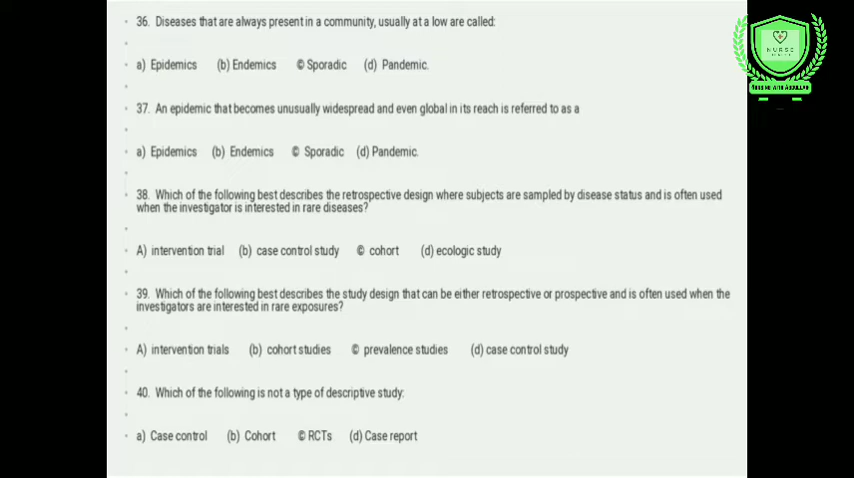 36. Diseases that are always present in a community, usually at a low are called:
a) Epidemics (b) Endemics © Sporadic (d) Pandemic.
37. An epidemic that becomes unusually widespread and even global in its reach is referred to as a
a) Epidemics (b) Endemics © Sporadic (d) Pandemic.
38. Which of the following best describes the retrospective design where subjects are sampled by disease status and is often used
when the investigator is interested in rare diseases?
A) intervention trial (b) case control study © cohort (d) ecologic study
39. Which of the following best describes the study design that can be either retrospective or prospective and is often used when the
investigators are interested in rare exposures?
A) intervention trials (b) cohort studies © prevalence studies (d) case control study
40. Which of the following is not a type of descriptive study:
a) Case control (b) Cohort © RCTs (d) Case report
NURSE
NURSING WITH ABDULLAH